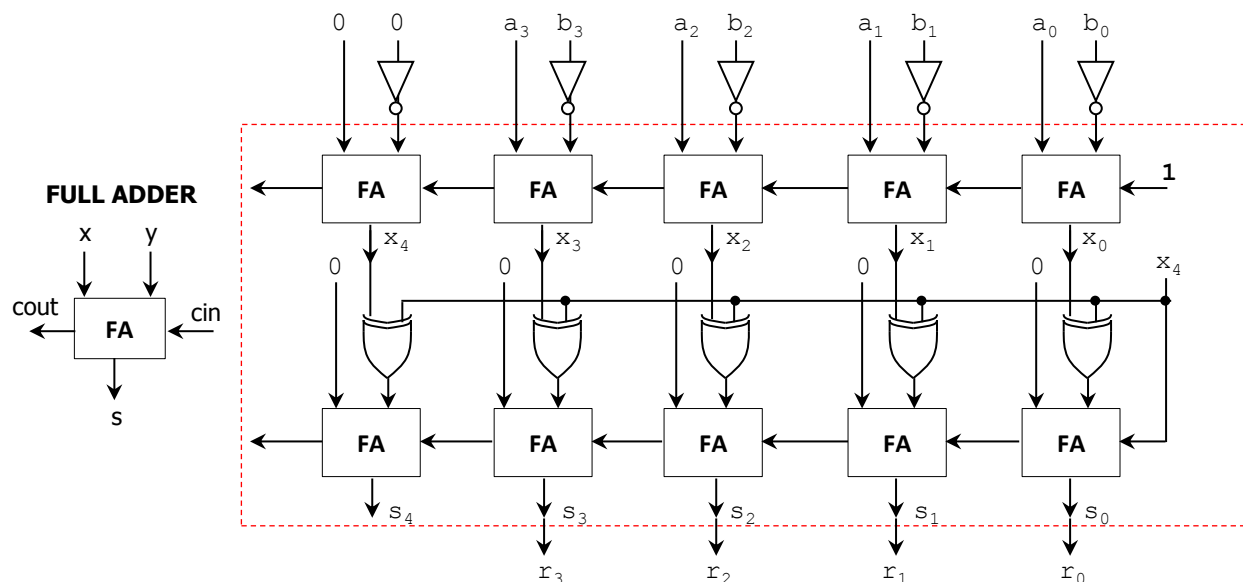 0 0 a₃ b₃ a₂ b₂ a₁ b₁ a₀ b₀
FA FA FA FA FA 1
FULL ADDER
x y
cout FA cin
s
x₄ x₃ x₂ x₁ x₀ x₄
0 0 0 0 0
FA FA FA FA FA
s₄ s₃ s₂ s₁ s₀
r₃ r₂ r₁ r₀